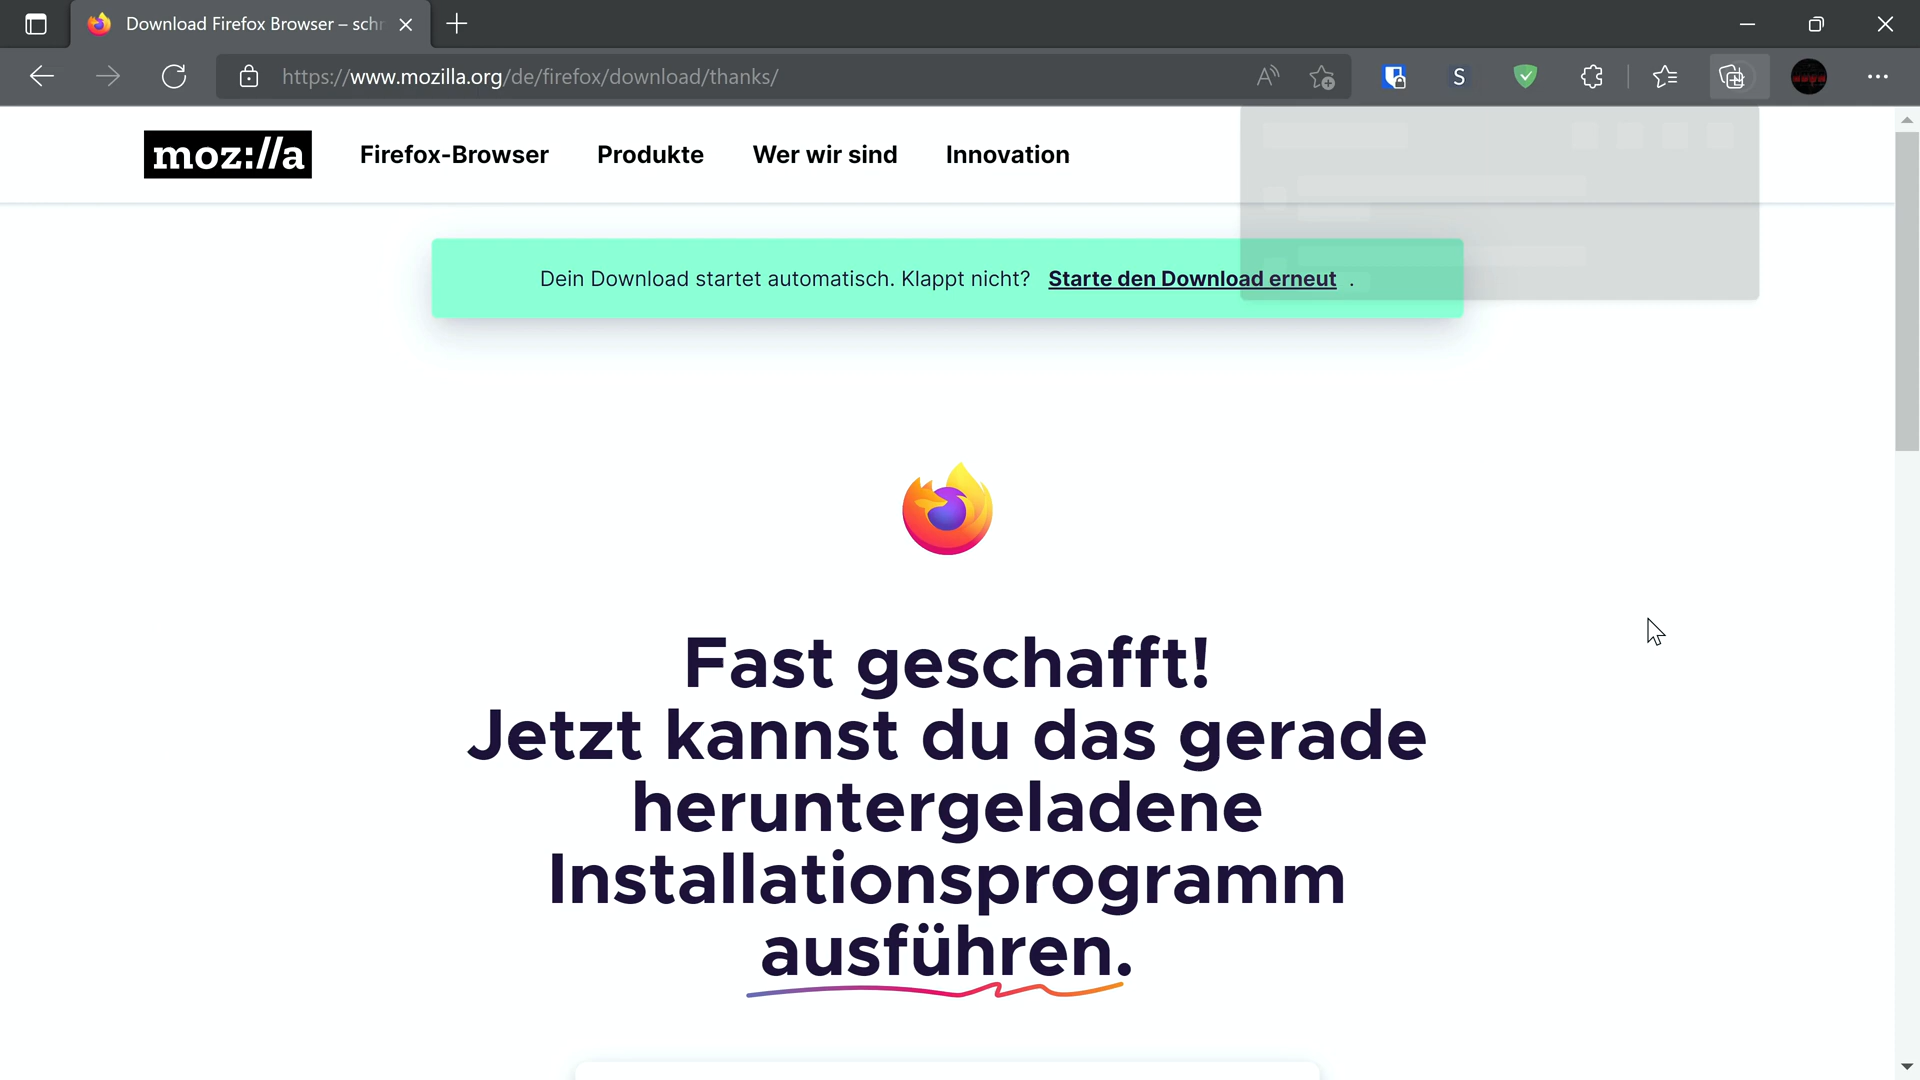 Download Firefox Browser – sch
https://www.mozilla.org/de/firefox/download/thanks/
moz://a
Firefox-Browser
Produkte
Wer wir sind
Innovation
Dein Download startet automatisch. Klappt nicht? Starte den Download erneut .
Fast geschafft!
Jetzt kannst du das gerade
heruntergeladene
Installationsprogramm
ausführen.